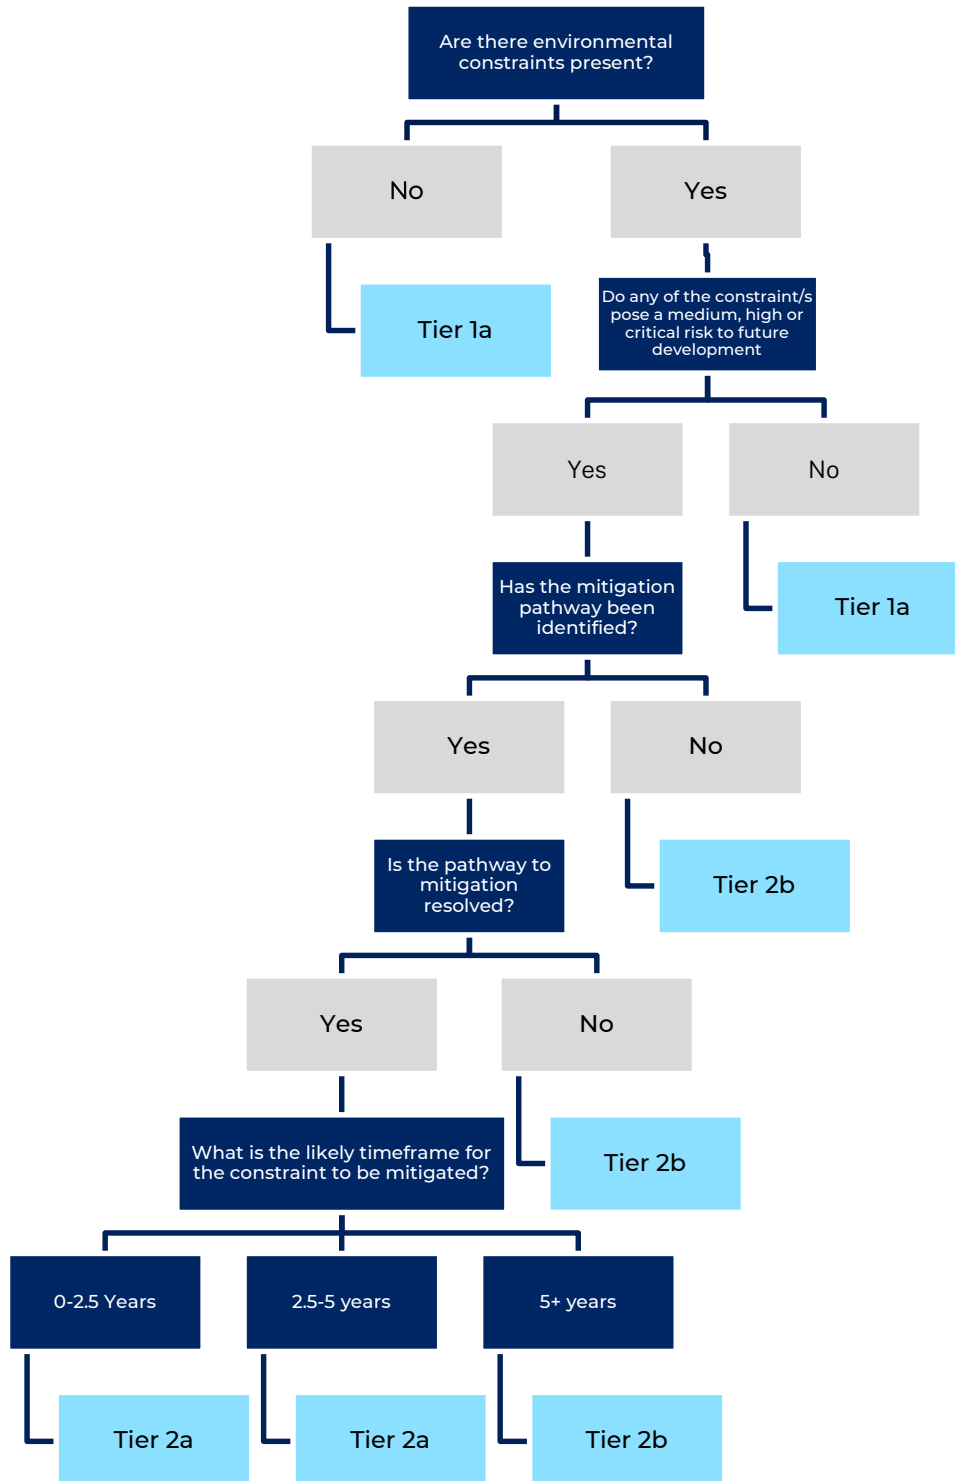 Are there environmental
constraints present?
No
Yes
Tier 1a
Do any of the constraint/s
pose a medium, high or
critical risk to future
development
Yes
No
Has the mitigation
pathway been
identified?
Tier 1a
Yes
No
Is the pathway to
mitigation
resolved?
Tier 2b
Yes
No
What is the likely timeframe for
the constraint to be mitigated?
Tier 2b
0-2.5 Years
2.5-5 years
5+ years
Tier 2a
Tier 2a
Tier 2b